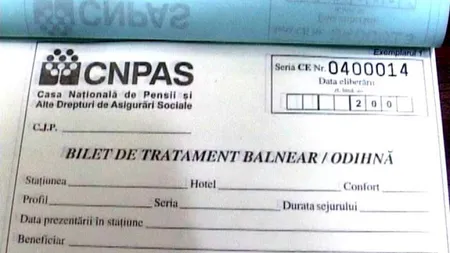 Exemplarul 1
CNPAS
Casa Naţională de Pensii şi
Alte Drepturi de Asigurări Sociale
Seria CE Nr. 0400014
Data eliberării
2 0 0
C.J.P.
BILET DE TRATAMENT BALNEAR / ODIHNĂ
Staţiunea Hotel Confort
Profil Seria Durata sejurului
Data prezentării în staţiune
Beneficiar